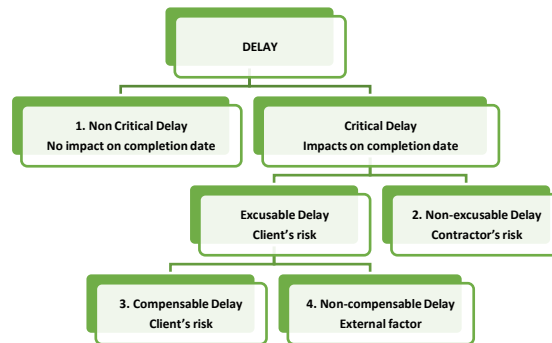 DELAY
1. Non Critical Delay
No impact on completion date
Critical Delay
Impacts on completion date
Excusable Delay
Client’s risk
2. Non-excusable Delay
Contractor’s risk
3. Compensable Delay
Client’s risk
4. Non-compensable Delay
External factor